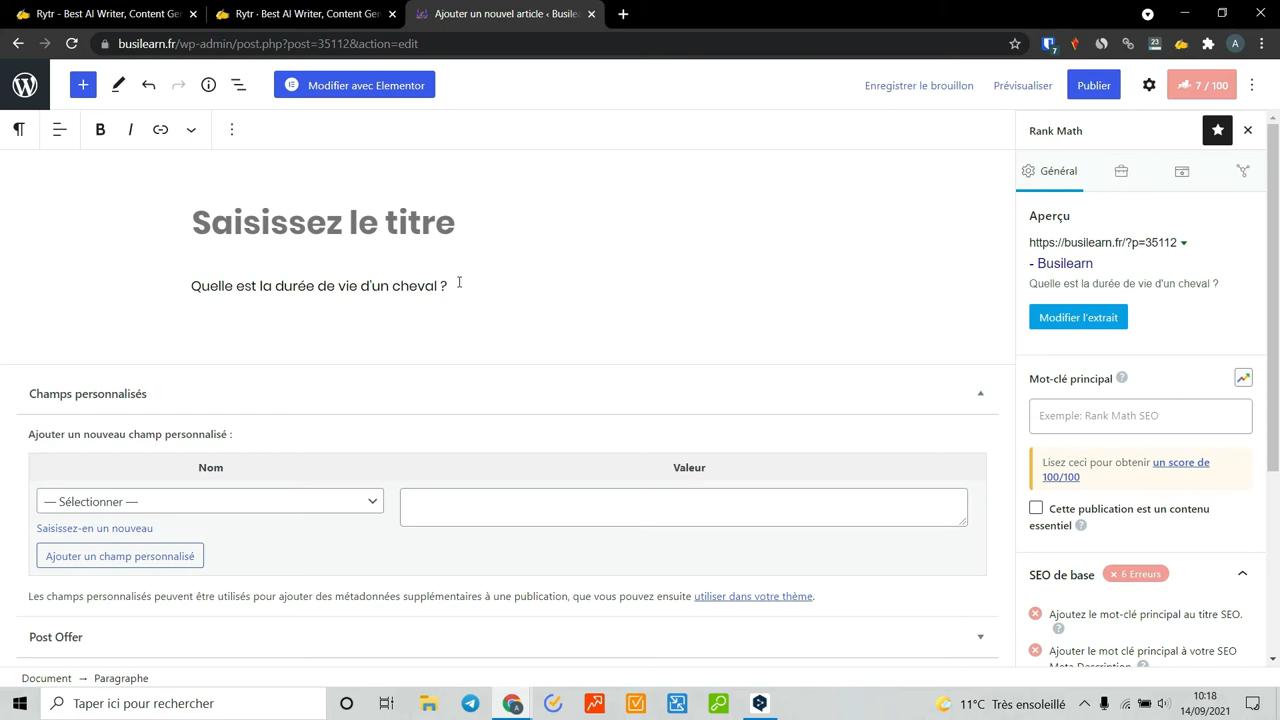 Rytr - Best AI Writer, Content Gen
Rytr - Best AI Writer, Content Gen
Ajouter un nouvel article ‹ Busile
busilearn.fr/wp-admin/post.php?post=35112&action=edit
7
23
A
Modifier avec Elementor
Enregistrer le brouillon
Prévisualiser
Publier
7 / 100
B I
Rank Math
Général
Saisissez le titre
Quelle est la durée de vie d'un cheval ?
Aperçu
https://busilearn.fr/?p=35112
- Busilearn
Quelle est la durée de vie d'un cheval ?
Modifier l'extrait
Mot-clé principal
Exemple: Rank Math SEO
Lisez ceci pour obtenir un score de
100/100
Cette publication est un contenu
essentiel
SEO de base
6 Erreurs
Ajoutez le mot-clé principal au titre SEO.
Ajouter le mot clé principal à votre SEO
Meta Description.
Champs personnalisés
Ajouter un nouveau champ personnalisé :
Nom
Valeur
— Sélectionner —
Saisissez-en un nouveau
Ajouter un champ personnalisé
Les champs personnalisés peuvent être utilisés pour ajouter des métadonnées supplémentaires à une publication, que vous pouvez ensuite utiliser dans votre thème.
Post Offer
Document → Paragraphe
Taper ici pour rechercher
11°C Très ensoleillé
10:18
14/09/2021